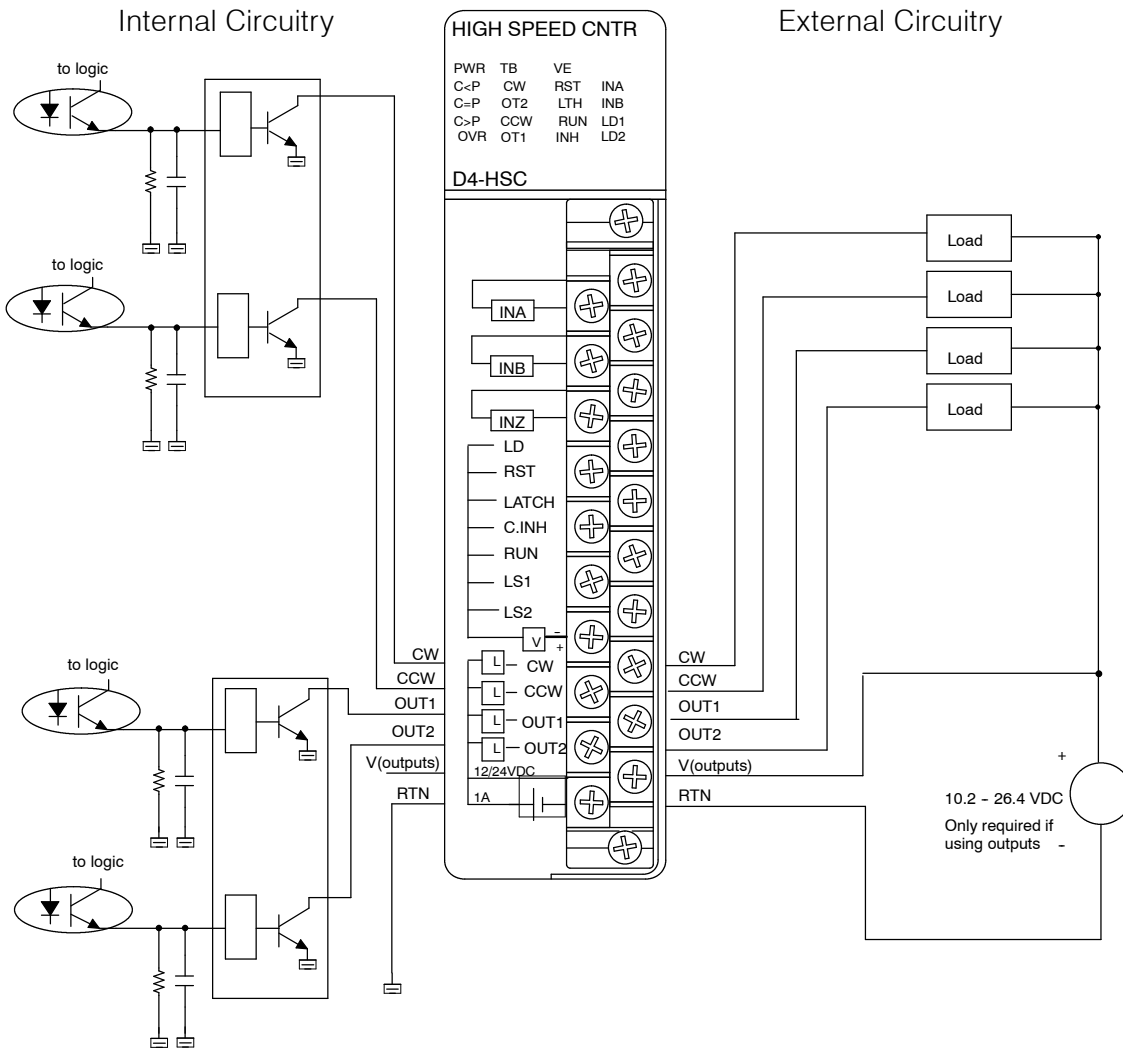 Internal Circuitry
External Circuitry
HIGH SPEED CNTR
PWR TB VE
C<P CW RST INA
C=P OT2 LTH INB
C>P CCW RUN LD1
OVR OT1 INH LD2
D4-HSC
to logic
to logic
to logic
to logic
INA
INB
INZ
LD
RST
LATCH
C.INH
RUN
LS1
LS2
V - +
L CW
L CCW
L OUT1
L OUT2
12/24VDC
1A
CW
CCW
OUT1
OUT2
V(outputs)
RTN
CW
CCW
OUT1
OUT2
V(outputs)
RTN
Load
Load
Load
Load
+
10.2 - 26.4 VDC
Only required if
using outputs -